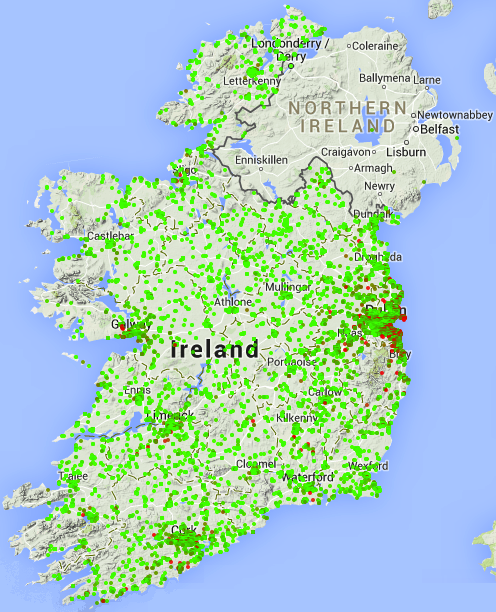 Londonderry /
Derry
Coleraine
Letterkenny
Ballymena
Larne
NORTHERN
IRELAND
Newtownabbey
Belfast
Craigavon
Lisburn
Enniskillen
Armagh
Sligo
Newry
Dundalk
Castlebar
Drogheda
Mullingar
Athlone
Dublin
Galway
Naas
Ireland
Bray
Portlaoise
Ennis
Carlow
Limerick
Kilkenny
Clonmel
Wexford
Tralee
Waterford
Cork